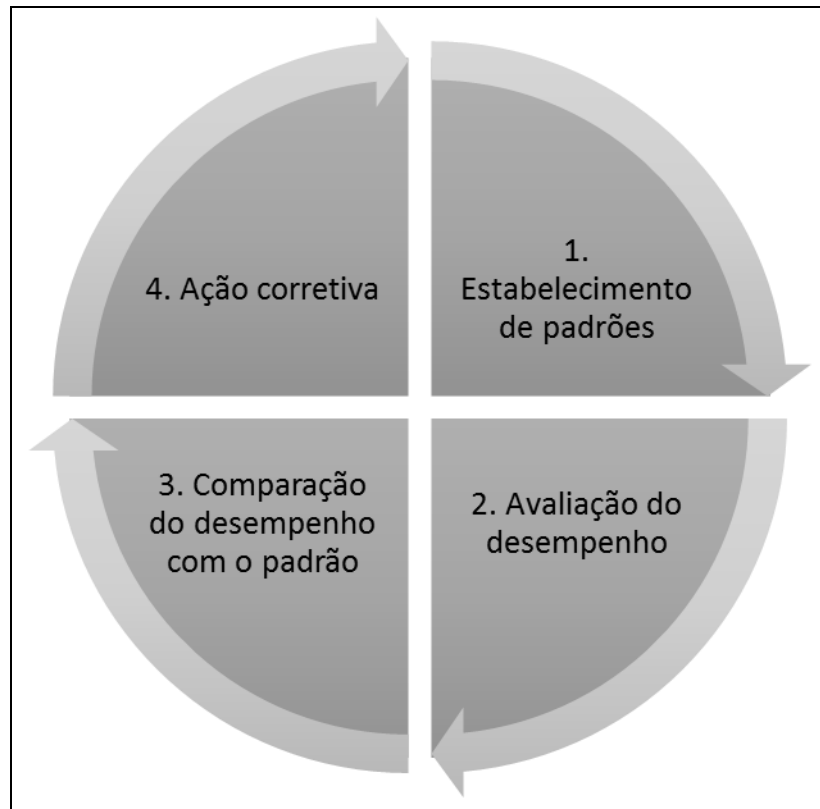 1.
Estabelecimento
de padrões
2. Avaliação do
desempenho
3. Comparação
do desempenho
com o padrão
4. Ação corretiva